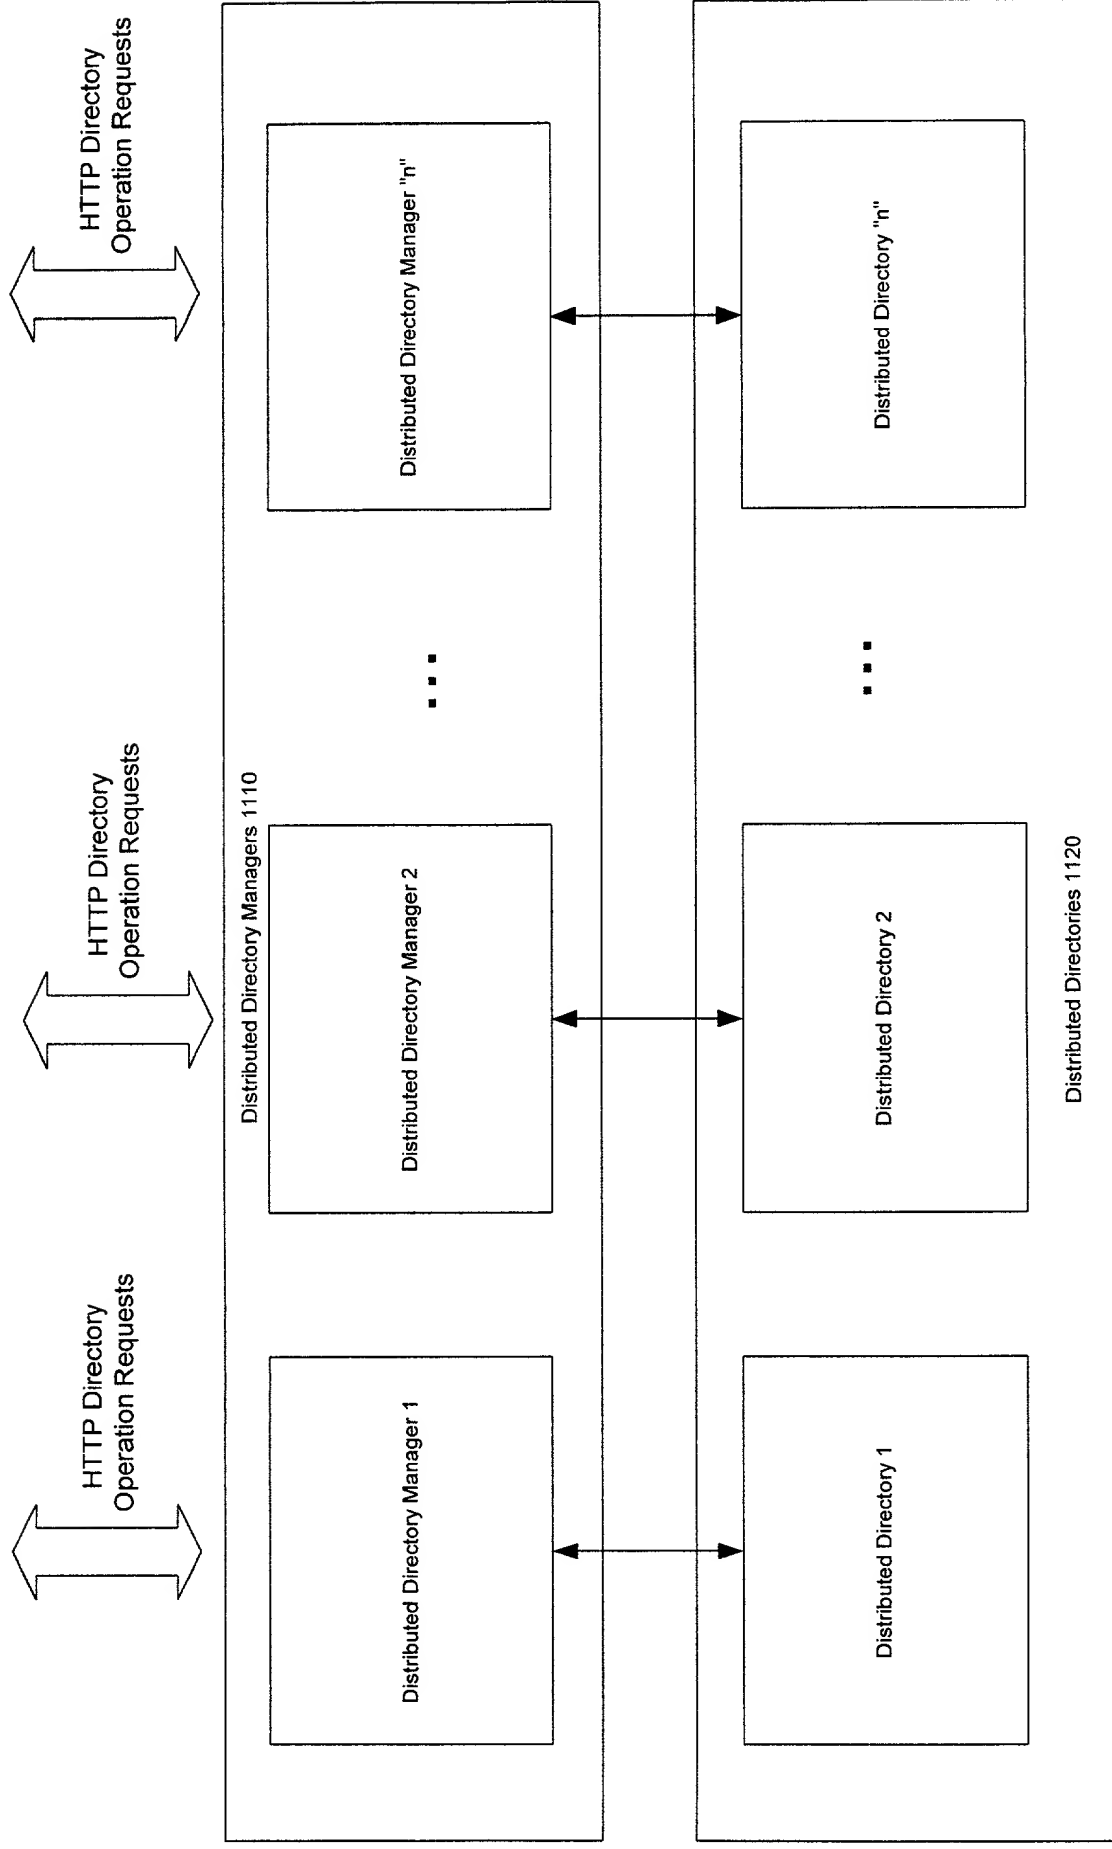 HTTP Directory
Operation Requests
HTTP Directory
Operation Requests
HTTP Directory
Operation Requests
Distributed Directory Managers 1110
Distributed Directory Manager 1
Distributed Directory Manager 2
...
Distributed Directory Manager "n"
Distributed Directory 1
Distributed Directory 2
...
Distributed Directory "n"
Distributed Directories 1120